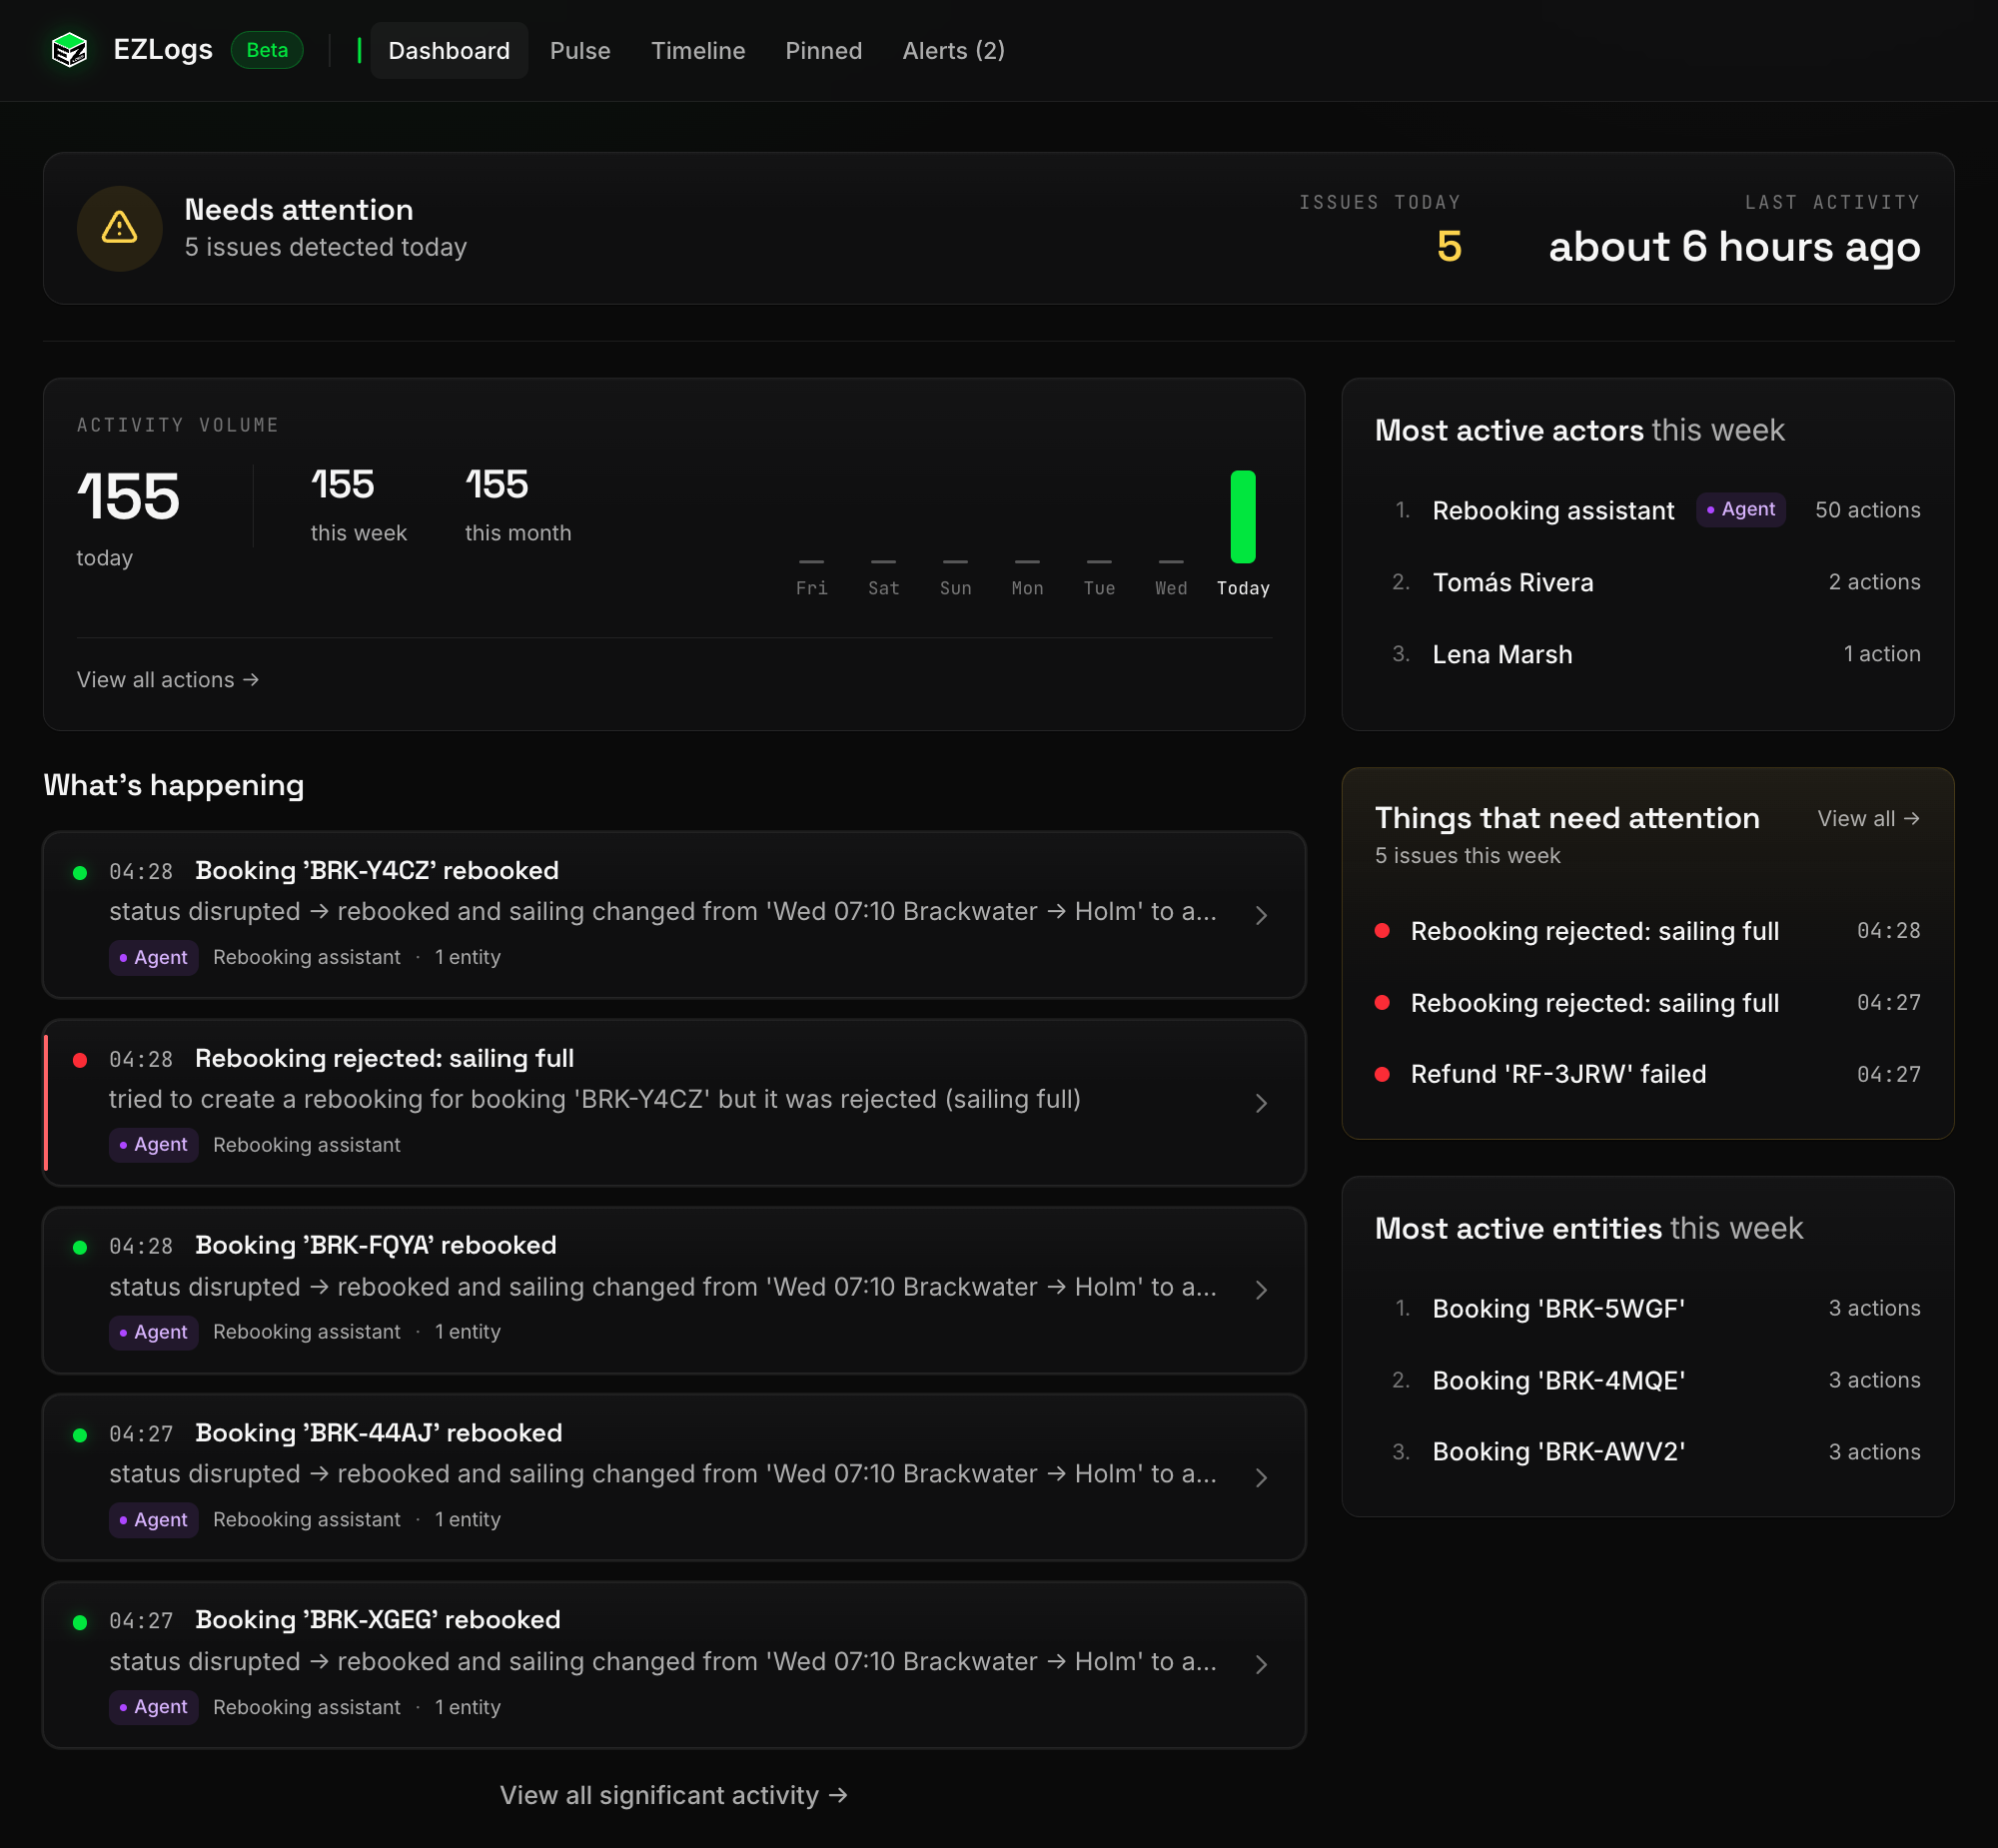 EZLogs Beta Dashboard Pulse Timeline Pinned Alerts (2)
Needs attention
5 issues detected today
ISSUES TODAY
5
LAST ACTIVITY
about 6 hours ago
ACTIVITY VOLUME
155
today
155
this week
155
this month
Fri Sat Sun Mon Tue Wed Today
View all actions →
Most active actors this week
1. Rebooking assistant Agent 50 actions
2. Tomás Rivera 2 actions
3. Lena Marsh 1 action
What's happening
04:28 Booking 'BRK-Y4CZ' rebooked
status disrupted → rebooked and sailing changed from 'Wed 07:10 Brackwater → Holm' to a...
Agent Rebooking assistant · 1 entity
04:28 Rebooking rejected: sailing full
tried to create a rebooking for booking 'BRK-Y4CZ' but it was rejected (sailing full)
Agent Rebooking assistant
04:28 Booking 'BRK-FQYA' rebooked
status disrupted → rebooked and sailing changed from 'Wed 07:10 Brackwater → Holm' to a...
Agent Rebooking assistant · 1 entity
04:27 Booking 'BRK-44AJ' rebooked
status disrupted → rebooked and sailing changed from 'Wed 07:10 Brackwater → Holm' to a...
Agent Rebooking assistant · 1 entity
04:27 Booking 'BRK-XGEG' rebooked
status disrupted → rebooked and sailing changed from 'Wed 07:10 Brackwater → Holm' to a...
Agent Rebooking assistant · 1 entity
View all significant activity →
Things that need attention View all →
5 issues this week
Rebooking rejected: sailing full 04:28
Rebooking rejected: sailing full 04:27
Refund 'RF-3JRW' failed 04:27
Most active entities this week
1. Booking 'BRK-5WGF' 3 actions
2. Booking 'BRK-4MQE' 3 actions
3. Booking 'BRK-AWV2' 3 actions